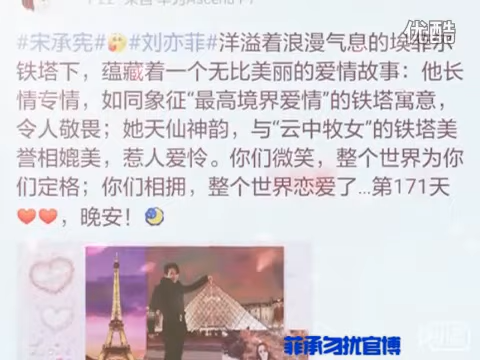 优酷
#宋承宪#😜#刘亦菲#洋溢着浪漫气息的埃菲尔
铁塔下，蕴藏着一个无比美丽的爱情故事：他长
情专情，如同象征“最高境界爱情”的铁塔寓意，
令人敬畏；她天仙神韵，与“云中牧女”的铁塔美
誉相媲美，惹人爱怜。你们微笑，整个世界为你
们定格；你们相拥，整个世界恋爱了...第171天
❤️❤️，晚安！🌛
菲承勿扰官博